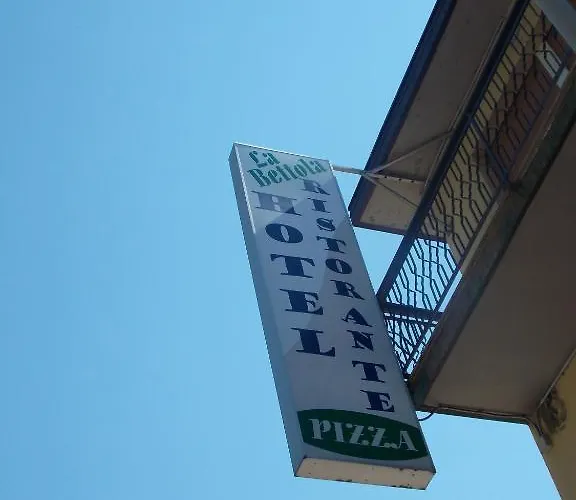 La
Bettola
HOTEL
RISTORANTE
PIZZA